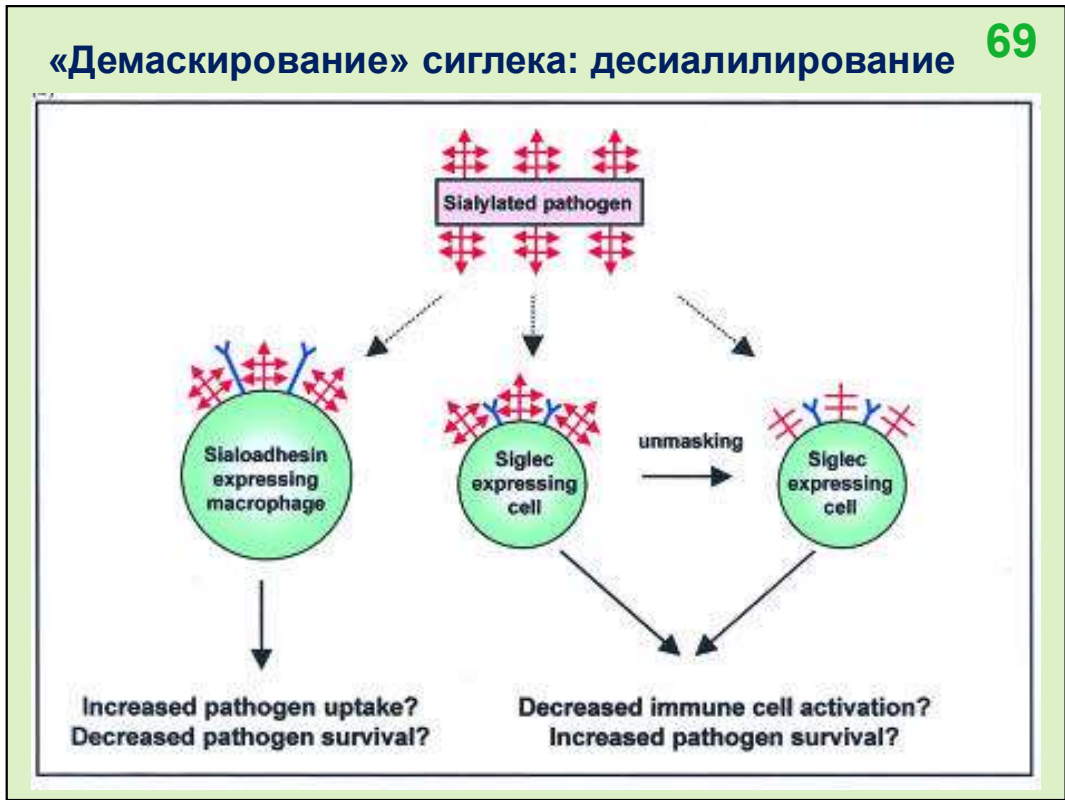 69
«Демаскирование» сиглека: десиалилирование
Sialylated pathogen
Sialoadhesin
expressing
macrophage
Siglec
expressing
cell
unmasking
Siglec
expressing
cell
Increased pathogen uptake?
Decreased pathogen survival?
Decreased immune cell activation?
Increased pathogen survival?